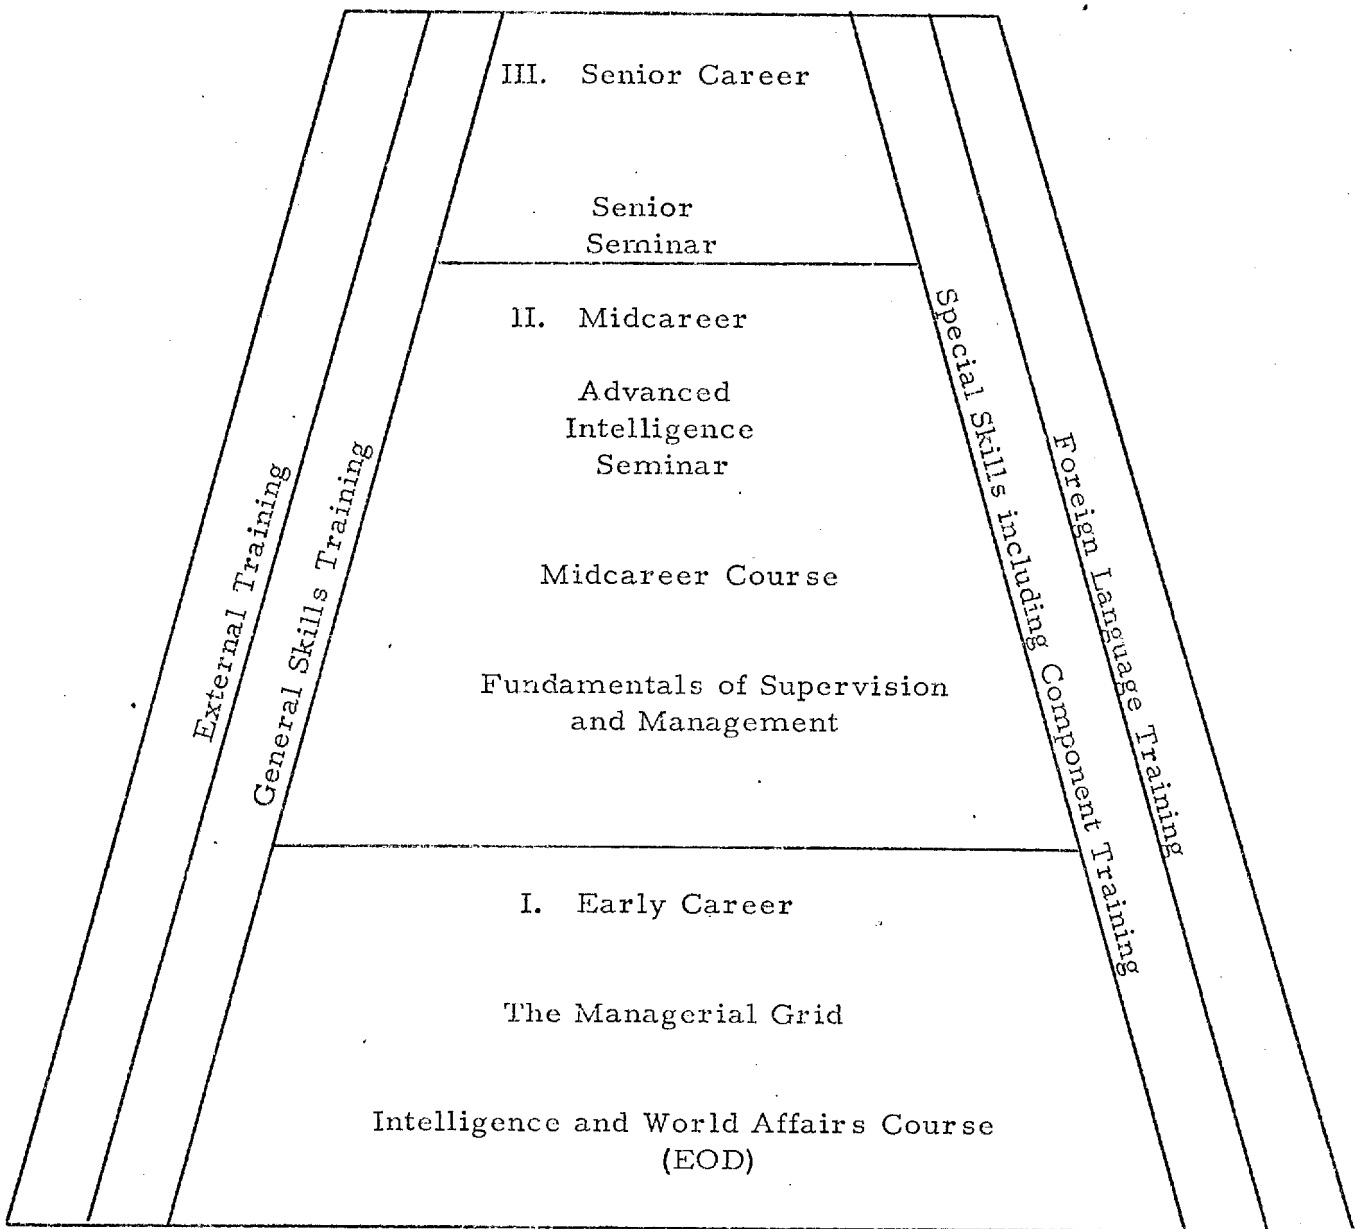 III. Senior Career
Senior
Seminar
II. Midcareer
Advanced
Intelligence
Seminar
Midcareer Course
Fundamentals of Supervision
and Management
I. Early Career
The Managerial Grid
Intelligence and World Affairs Course
(EOD)
External Training
General Skills Training
Special Skills including Component Training
Foreign Language Training